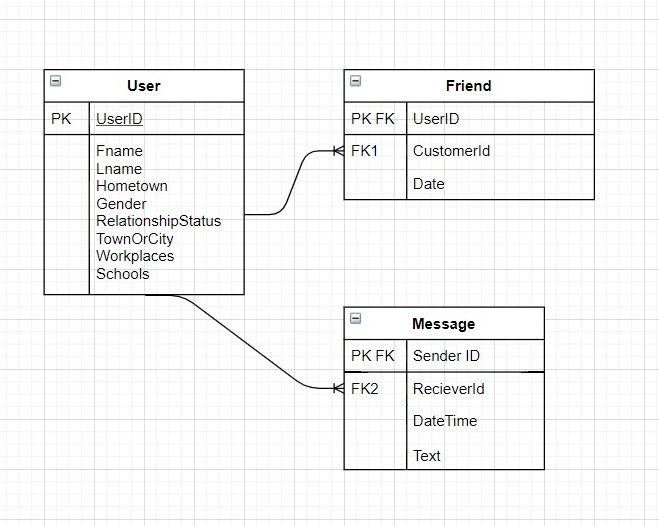 User
PK UserID
Fname
Lname
Hometown
Gender
RelationshipStatus
TownOrCity
Workplaces
Schools
Friend
PK FK UserID
FK1 CustomerId
Date
Message
PK FK Sender ID
FK2 RecieverId
DateTime
Text